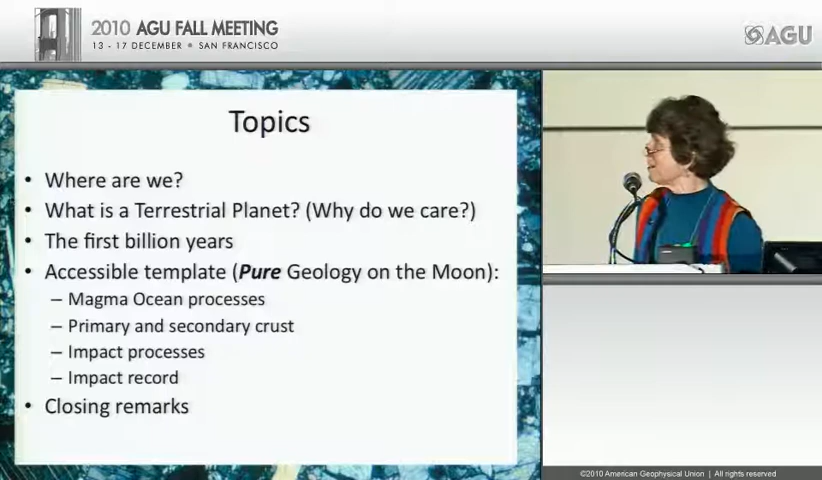 2010 AGU FALL MEETING
13 - 17 DECEMBER SAN FRANCISCO
AGU
Topics
• Where are we?
• What is a Terrestrial Planet? (Why do we care?)
• The first billion years
• Accessible template (Pure Geology on the Moon):
– Magma Ocean processes
– Primary and secondary crust
– Impact processes
– Impact record
• Closing remarks
©2010 American Geophysical Union | All rights reserved